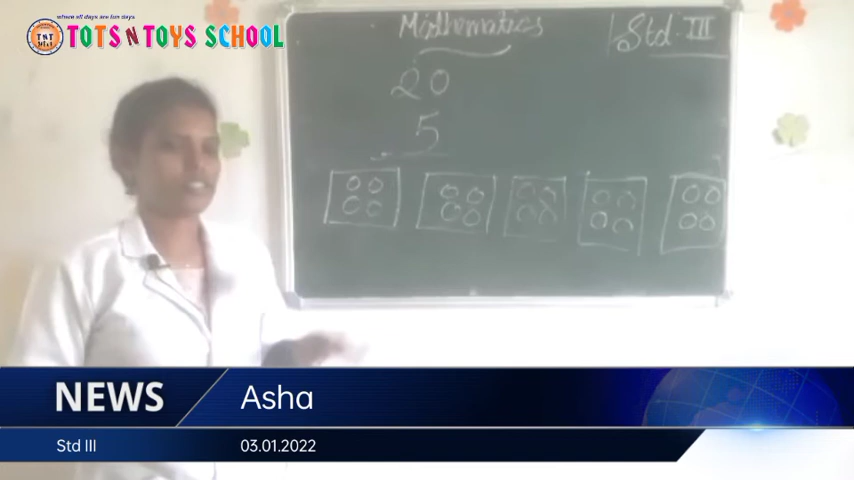 where all days are fun days
TOTS N TOYS SCHOOL
TNT
Mathematics
Std. III
20
5
NEWS
Asha
Std III
03.01.2022